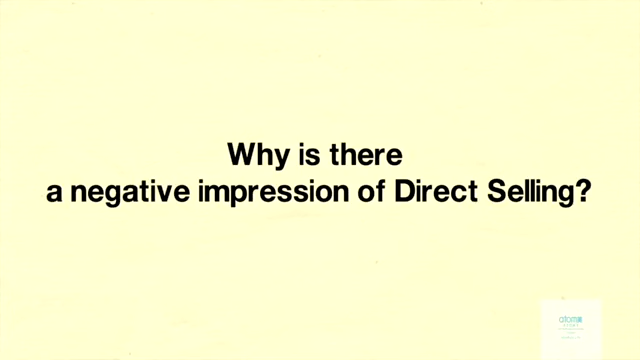 Why is there
a negative impression of Direct Selling?